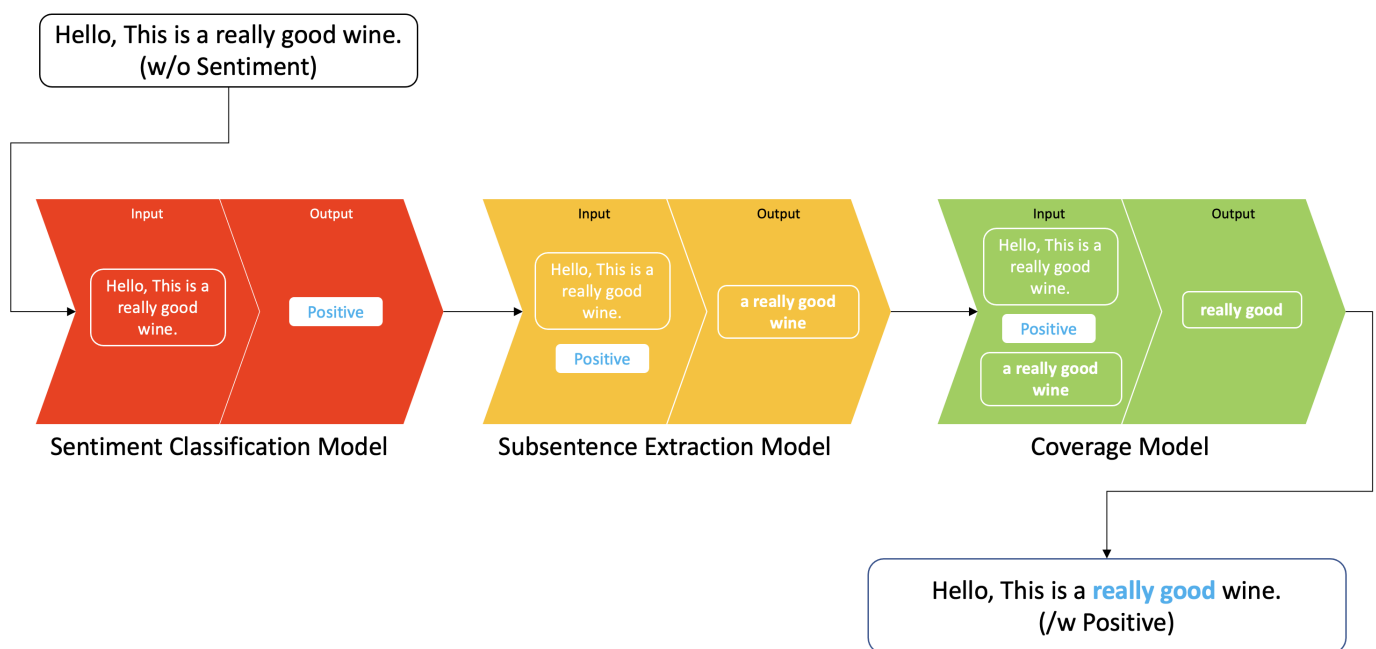 Hello, This is a really good wine.
(w/o Sentiment)
Input
Output
Hello, This is a
really good
wine.
Positive
Sentiment Classification Model
Input
Output
Hello, This is a
really good
wine.
Positive
a really good
wine
Subsentence Extraction Model
Input
Output
Hello, This is a
really good
wine.
Positive
a really good
wine
really good
Coverage Model
Hello, This is a really good wine.
(/w Positive)